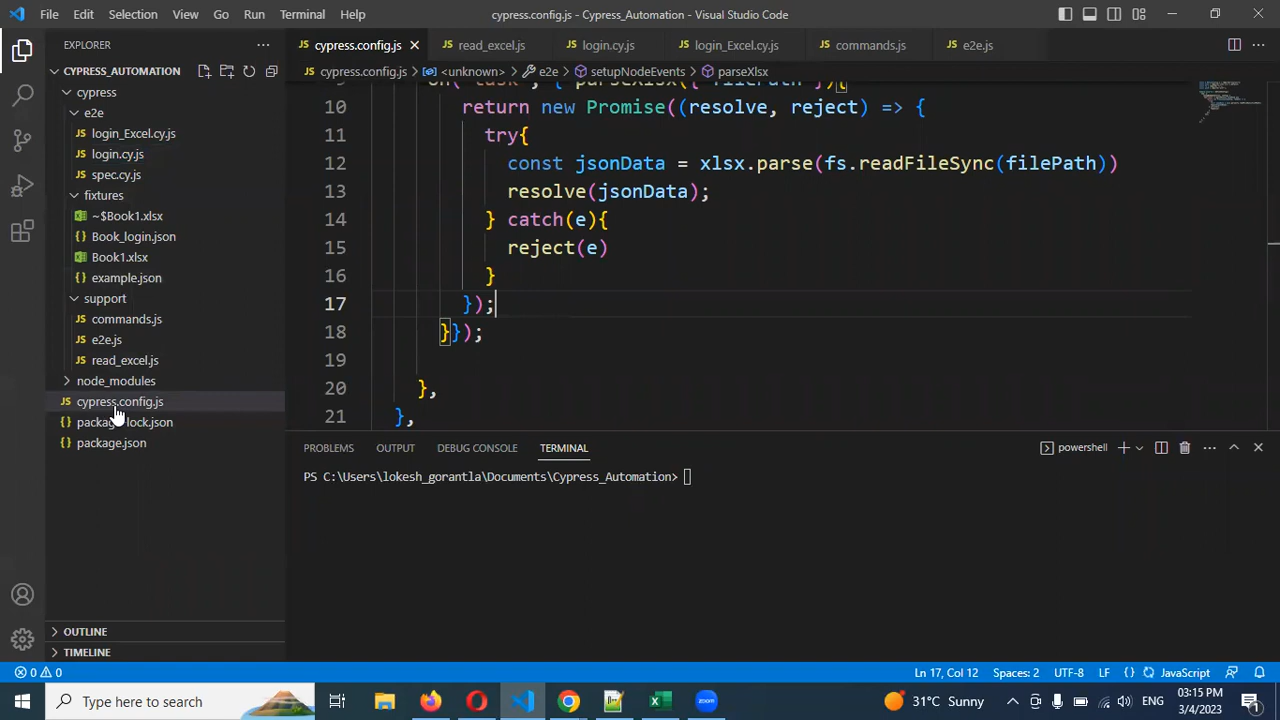 File Edit Selection View Go Run Terminal Help cypress.config.js - Cypress_Automation - Visual Studio Code
EXPLORER ···
cypress.config.js read_excel.js login.cy.js login_Excel.cy.js commands.js e2e.js
CYPRESS_AUTOMATION
cypress
e2e
login_Excel.cy.js
login.cy.js
spec.cy.js
fixtures
~$Book1.xlsx
Book_login.json
Book1.xlsx
example.json
support
commands.js
e2e.js
read_excel.js
node_modules
cypress.config.js
package-lock.json
package.json
OUTLINE
TIMELINE
cypress.config.js > <unknown> > e2e > setupNodeEvents > parseXlsx
10 return new Promise((resolve, reject) => {
11 try{
12 const jsonData = xlsx.parse(fs.readFileSync(filePath))
13 resolve(jsonData);
14 } catch(e){
15 reject(e)
16 }
17 });
18 }});
19
20 },
21 },
PROBLEMS OUTPUT DEBUG CONSOLE TERMINAL powershell
PS C:\Users\lokesh_gorantla\Documents\Cypress_Automation>
0 0 Ln 17, Col 12 Spaces: 2 UTF-8 LF {} JavaScript
Type here to search 31°C Sunny ENG 03:15 PM
3/4/2023